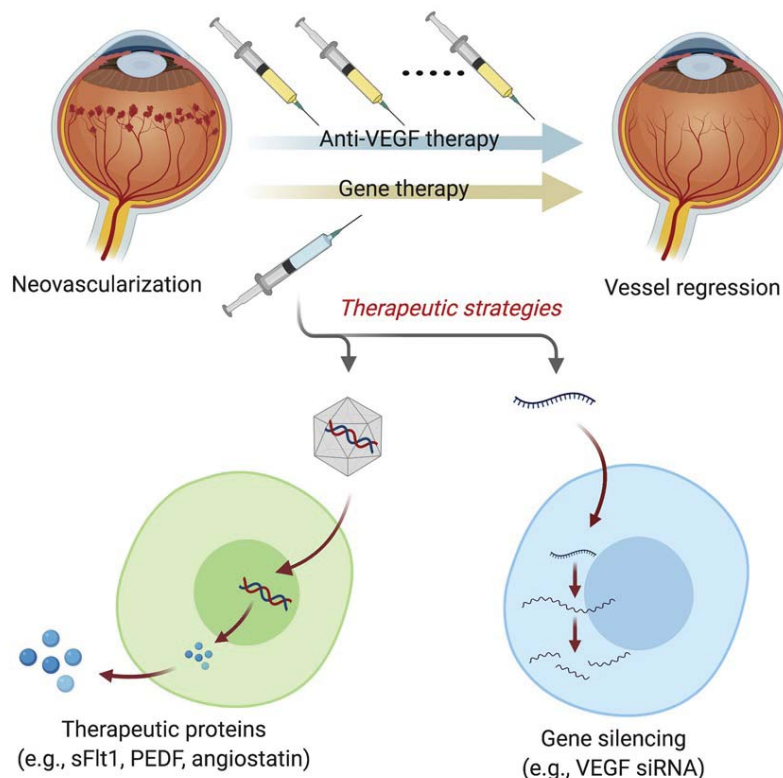 Anti-VEGF therapy
Gene therapy
Neovascularization
Vessel regression
Therapeutic strategies
Therapeutic proteins
(e.g., sFlt1, PEDF, angiostatin)
Gene silencing
(e.g., VEGF siRNA)